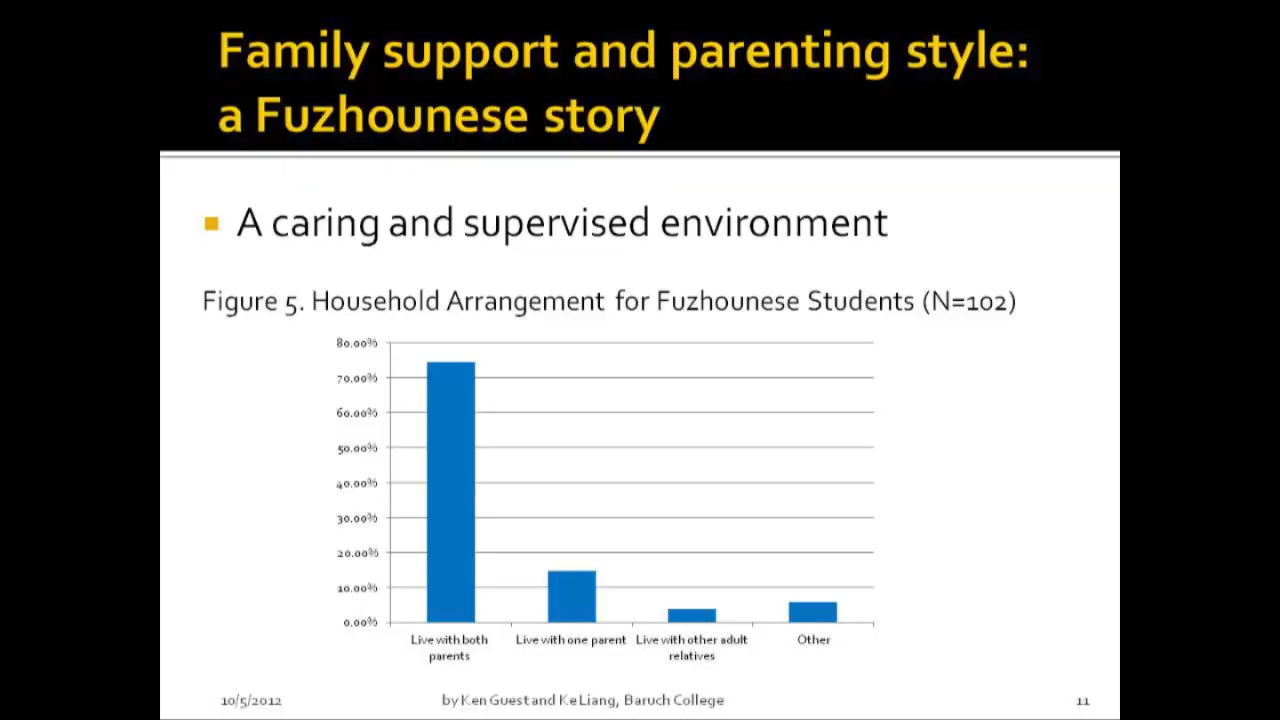 Family support and parenting style:
a Fuzhounese story
A caring and supervised environment
Figure 5. Household Arrangement for Fuzhounese Students (N=102)
80.00%
70.00%
60.00%
50.00%
40.00%
30.00%
20.00%
10.00%
0.00%
Live with both
parents
Live with one parent
Live with other adult
relatives
Other
10/5/2012
by Ken Guest and Ke Liang, Baruch College
11